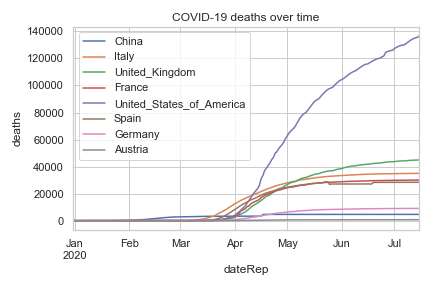 COVID-19 deaths over time
140000
120000
100000
80000
60000
40000
20000
0
deaths
China
Italy
United_Kingdom
France
United_States_of_America
Spain
Germany
Austria
Jan
2020
Feb
Mar
Apr
May
Jun
Jul
dateRep